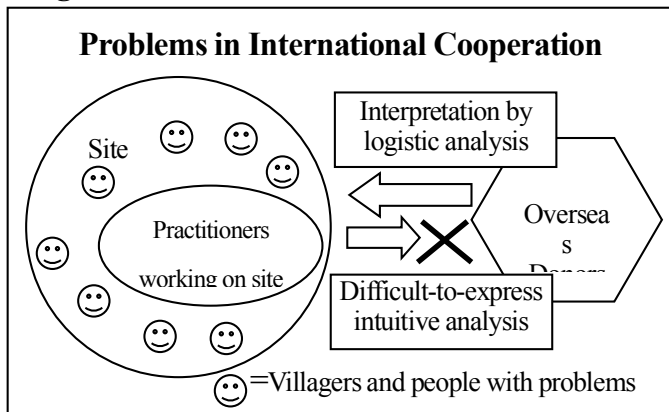 Problems in International Cooperation
Interpretation by
logistic analysis
Site
Practitioners
working on site
Oversea
s
Donors
Difficult-to-express
intuitive analysis
=Villagers and people with problems